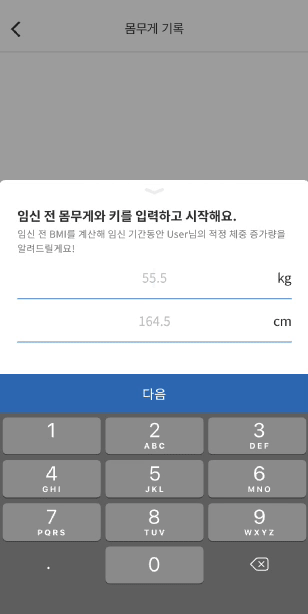 몸무게 기록
임신 전 몸무게와 키를 입력하고 시작해요.
임신 전 BMI를 계산해 임신 기간동안 User님의 적정 체중 증가량을
알려드릴게요!
55.5 kg
164.5 cm
다음
1 2 3
ABC DEF
4 5 6
GHI JKL MNO
7 8 9
PQRS TUV WXYZ
. 0